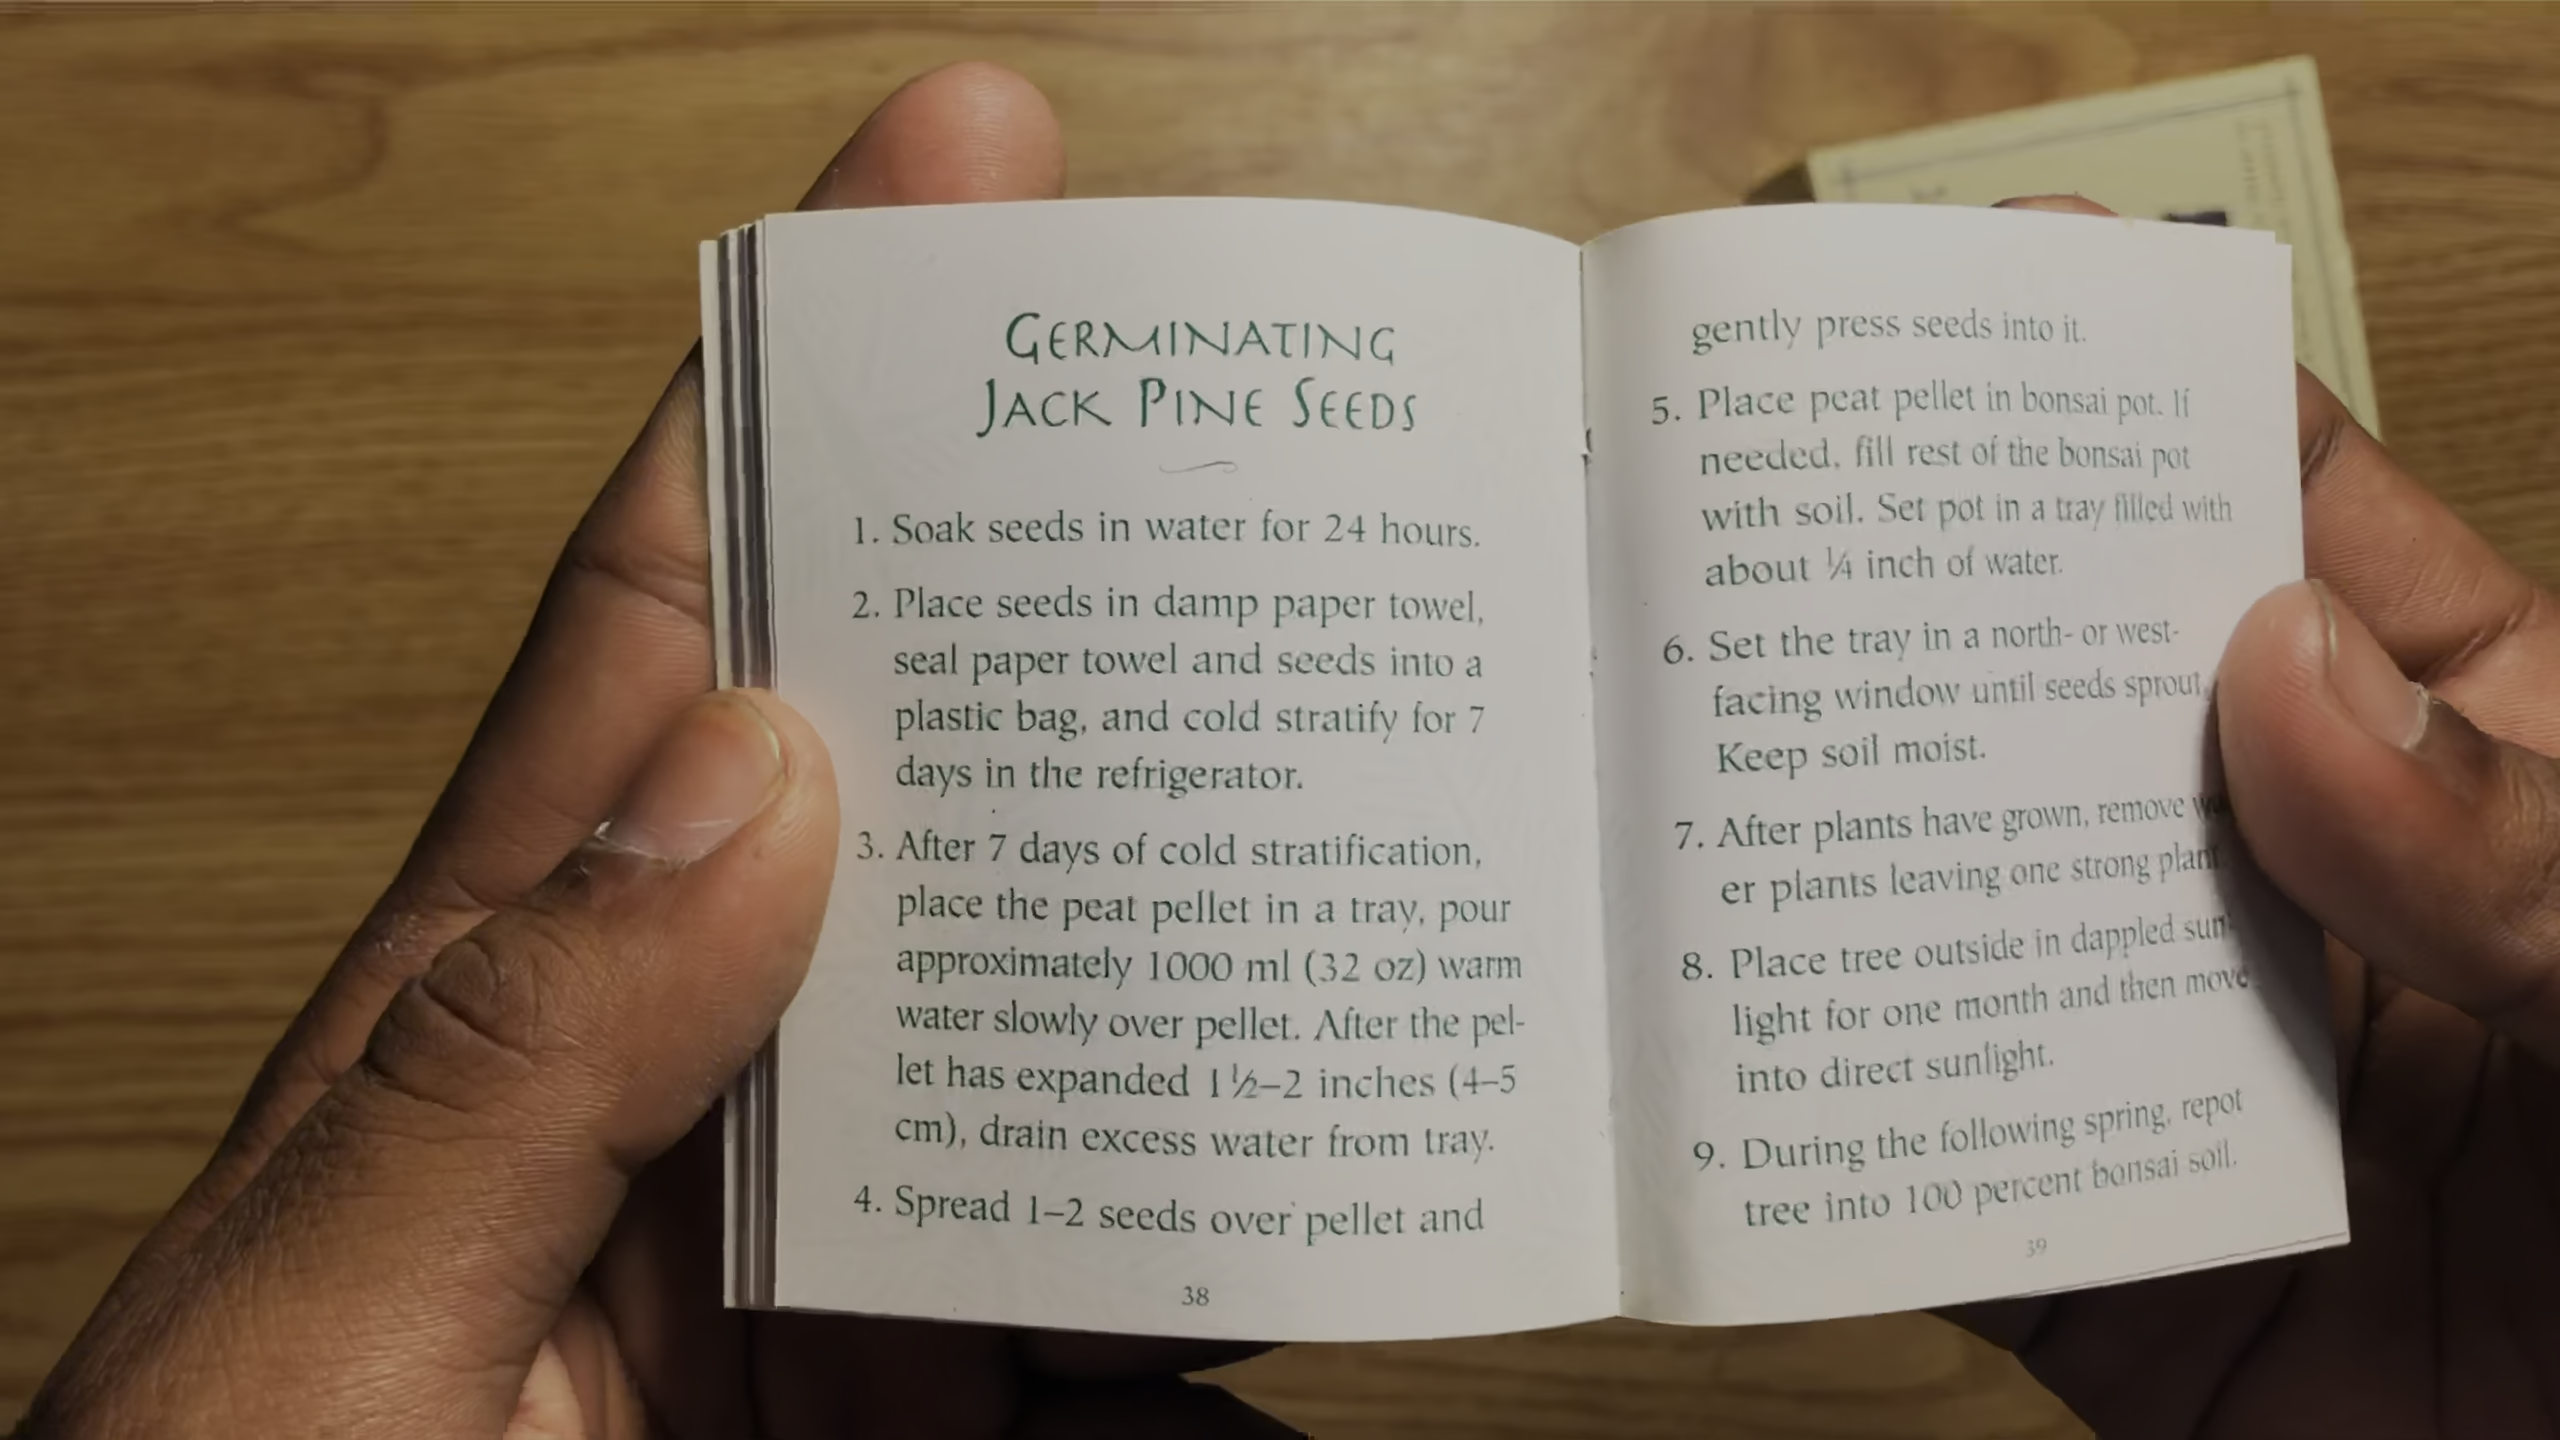 GERMINATING
JACK PINE SEEDS
1. Soak seeds in water for 24 hours.
2. Place seeds in damp paper towel,
seal paper towel and seeds into a
plastic bag, and cold stratify for 7
days in the refrigerator.
3. After 7 days of cold stratification,
place the peat pellet in a tray, pour
approximately 1000 ml (32 oz) warm
water slowly over pellet. After the pel-
let has expanded 1½–2 inches (4–5
cm), drain excess water from tray.
4. Spread 1–2 seeds over pellet and
38
gently press seeds into it.
5. Place peat pellet in bonsai pot. If
needed, fill rest of the bonsai pot
with soil. Set pot in a tray filled with
about ¼ inch of water.
6. Set the tray in a north- or west-
facing window until seeds sprout.
Keep soil moist.
7. After plants have grown, remove
er plants leaving one strong plant
8. Place tree outside in dappled sun-
light for one month and then move
into direct sunlight.
9. During the following spring, repot
tree into 100 percent bonsai soil.
39